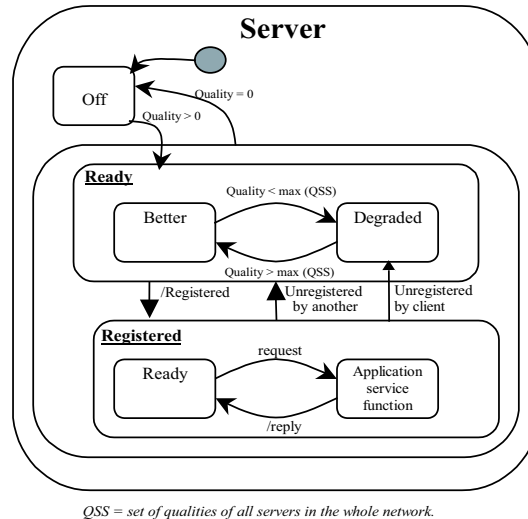 Server
Quality = 0
Off
Quality > 0
Ready
Quality < max (QSS)
Better
Degraded
Quality > max (QSS)
/Registered
Unregistered
by another
Unregistered
by client
Registered
request
Ready
Application
service
function
/reply
QSS = set of qualities of all servers in the whole network.